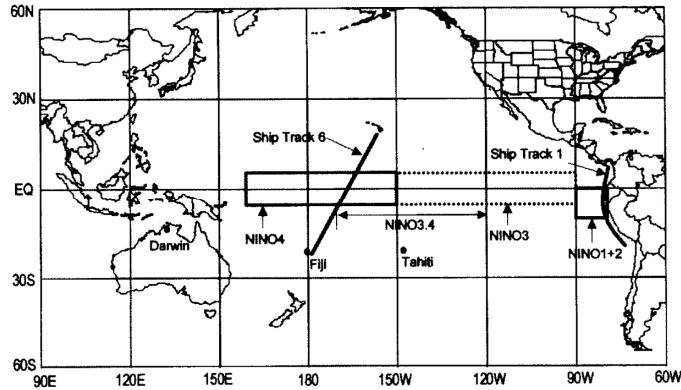 60N
30N
EQ
30S
60S
Ship Track 6
Ship Track 1
NINO4
NINO3.4
NINO3
NINO1+2
Darwin
Fiji
Tahiti
90E
120E
150E
180
150W
120W
90W
60W